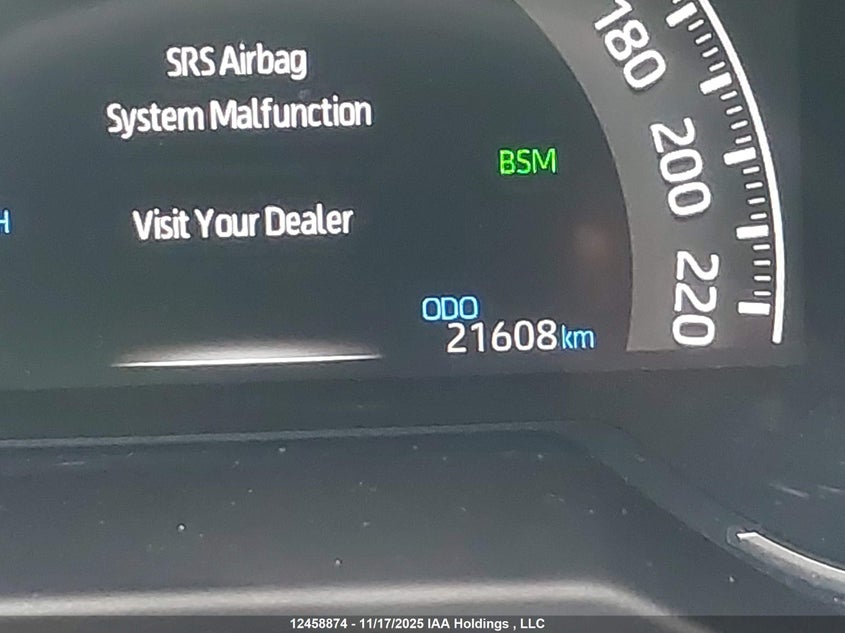 SRS Airbag
System Malfunction
Visit Your Dealer
BSM
ODO
21608 km
180
200
220
H
12458874 - 11/17/2025 IAA Holdings , LLC